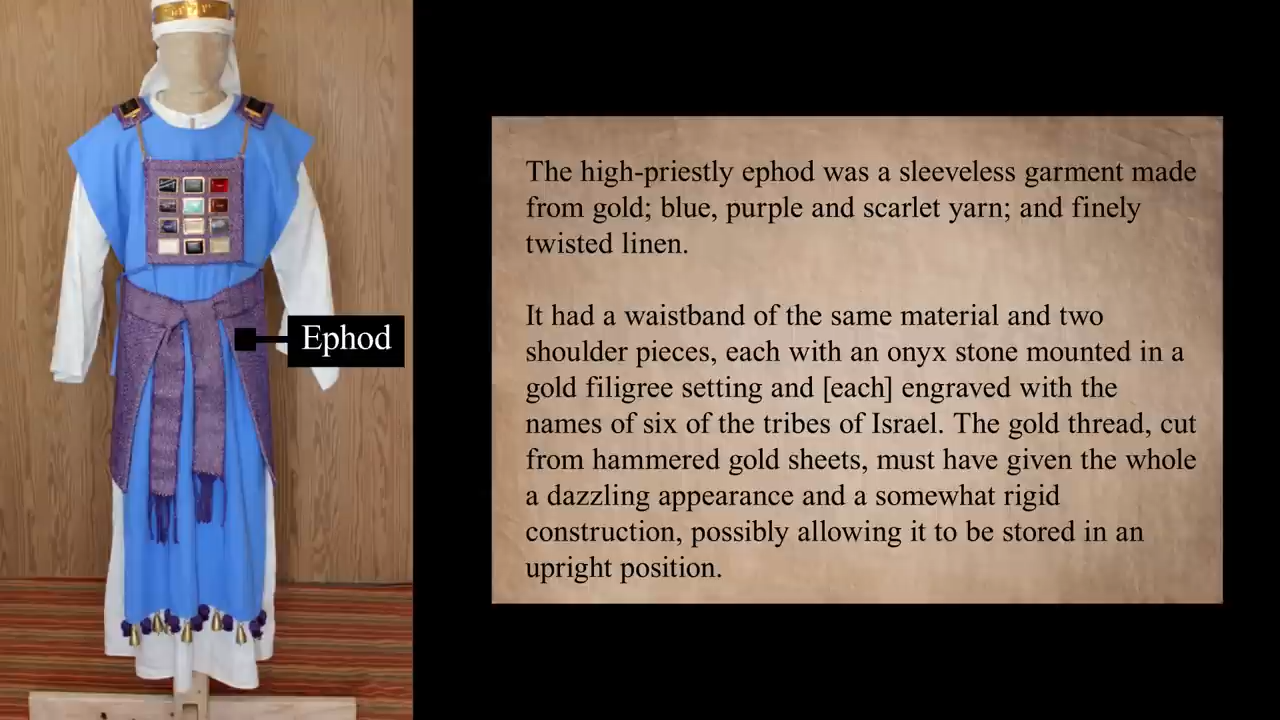 Ephod
The high-priestly ephod was a sleeveless garment made
from gold; blue, purple and scarlet yarn; and finely
twisted linen.
It had a waistband of the same material and two
shoulder pieces, each with an onyx stone mounted in a
gold filigree setting and [each] engraved with the
names of six of the tribes of Israel. The gold thread, cut
from hammered gold sheets, must have given the whole
a dazzling appearance and a somewhat rigid
construction, possibly allowing it to be stored in an
upright position.